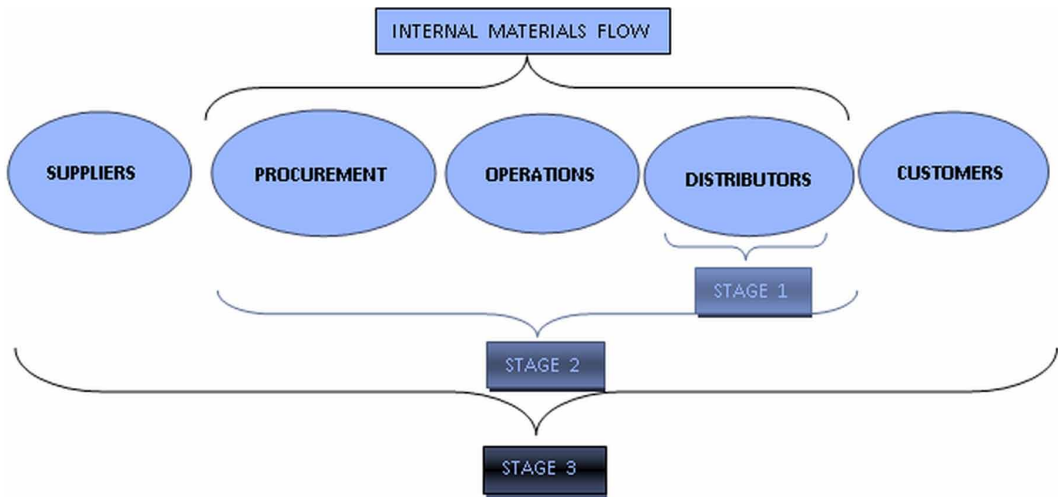 INTERNAL MATERIALS FLOW
SUPPLIERS
PROCUREMENT
OPERATIONS
DISTRIBUTORS
CUSTOMERS
STAGE 1
STAGE 2
STAGE 3